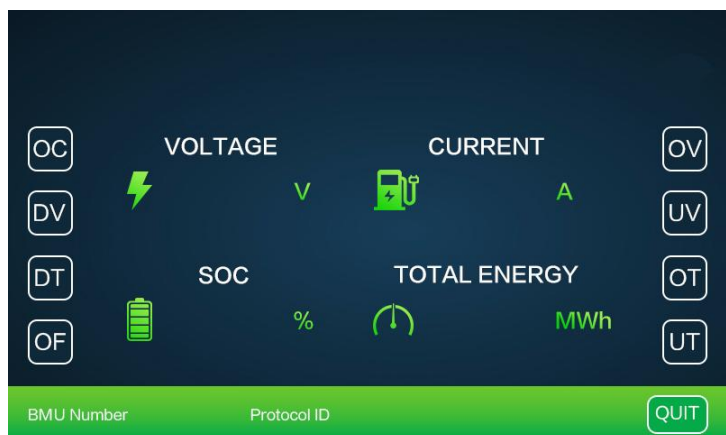 OC VOLTAGE CURRENT OV
DV V A UV
DT SOC TOTAL ENERGY OT
OF % MWh UT
BMU Number Protocol ID QUIT